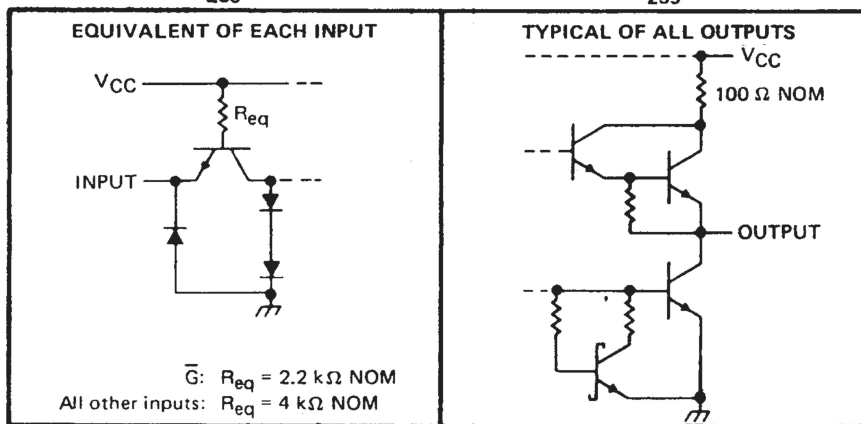 EQUIVALENT OF EACH INPUT
VCC
Req
INPUT
G̅: Req = 2.2 kΩ NOM
All other inputs: Req = 4 kΩ NOM
TYPICAL OF ALL OUTPUTS
VCC
100 Ω NOM
OUTPUT